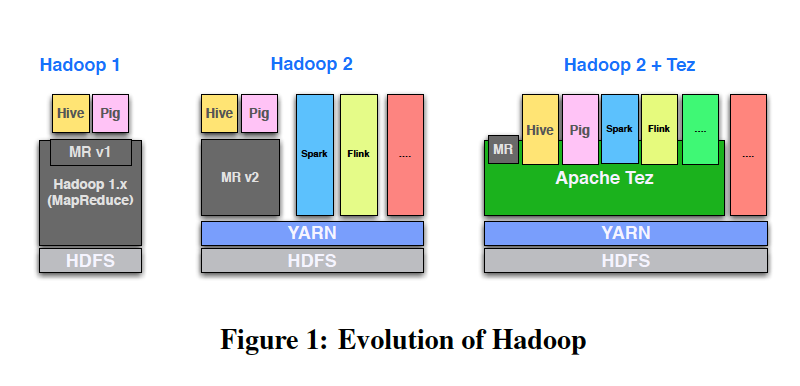 Hadoop 1
Hadoop 2
Hadoop 2 + Tez
Hive
Pig
MR v1
Hadoop 1.x
(MapReduce)
HDFS
Hive
Pig
MR v2
Spark
Flink
....
YARN
HDFS
MR
Hive
Pig
Spark
Flink
....
....
Apache Tez
YARN
HDFS
Figure 1: Evolution of Hadoop